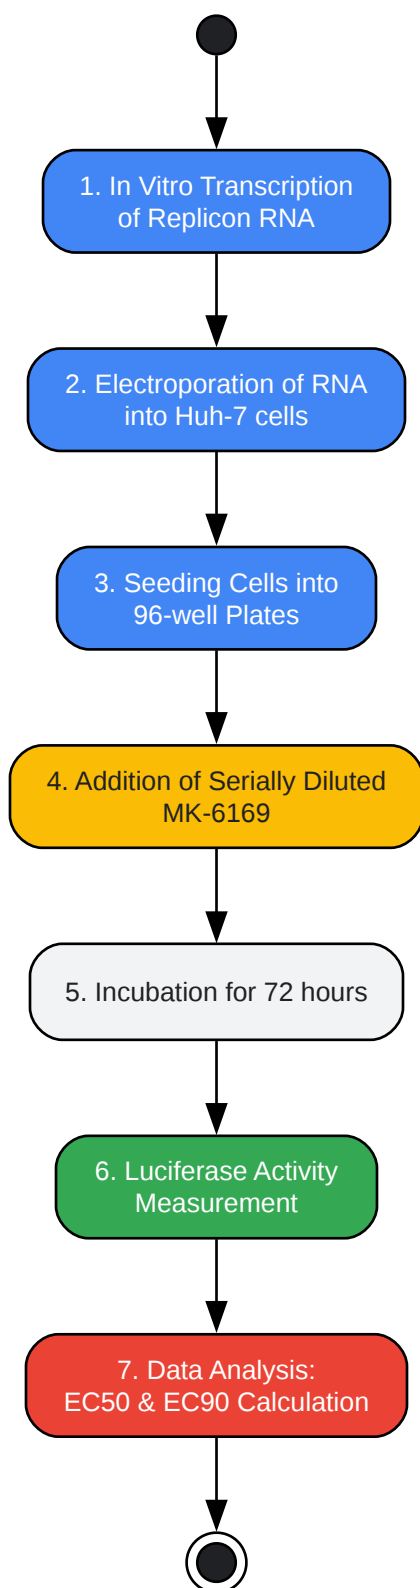 1. In Vitro Transcription
of Replicon RNA
2. Electroporation of RNA
into Huh-7 cells
3. Seeding Cells into
96-well Plates
4. Addition of Serially Diluted
MK-6169
5. Incubation for 72 hours
6. Luciferase Activity
Measurement
7. Data Analysis:
EC50 & EC90 Calculation